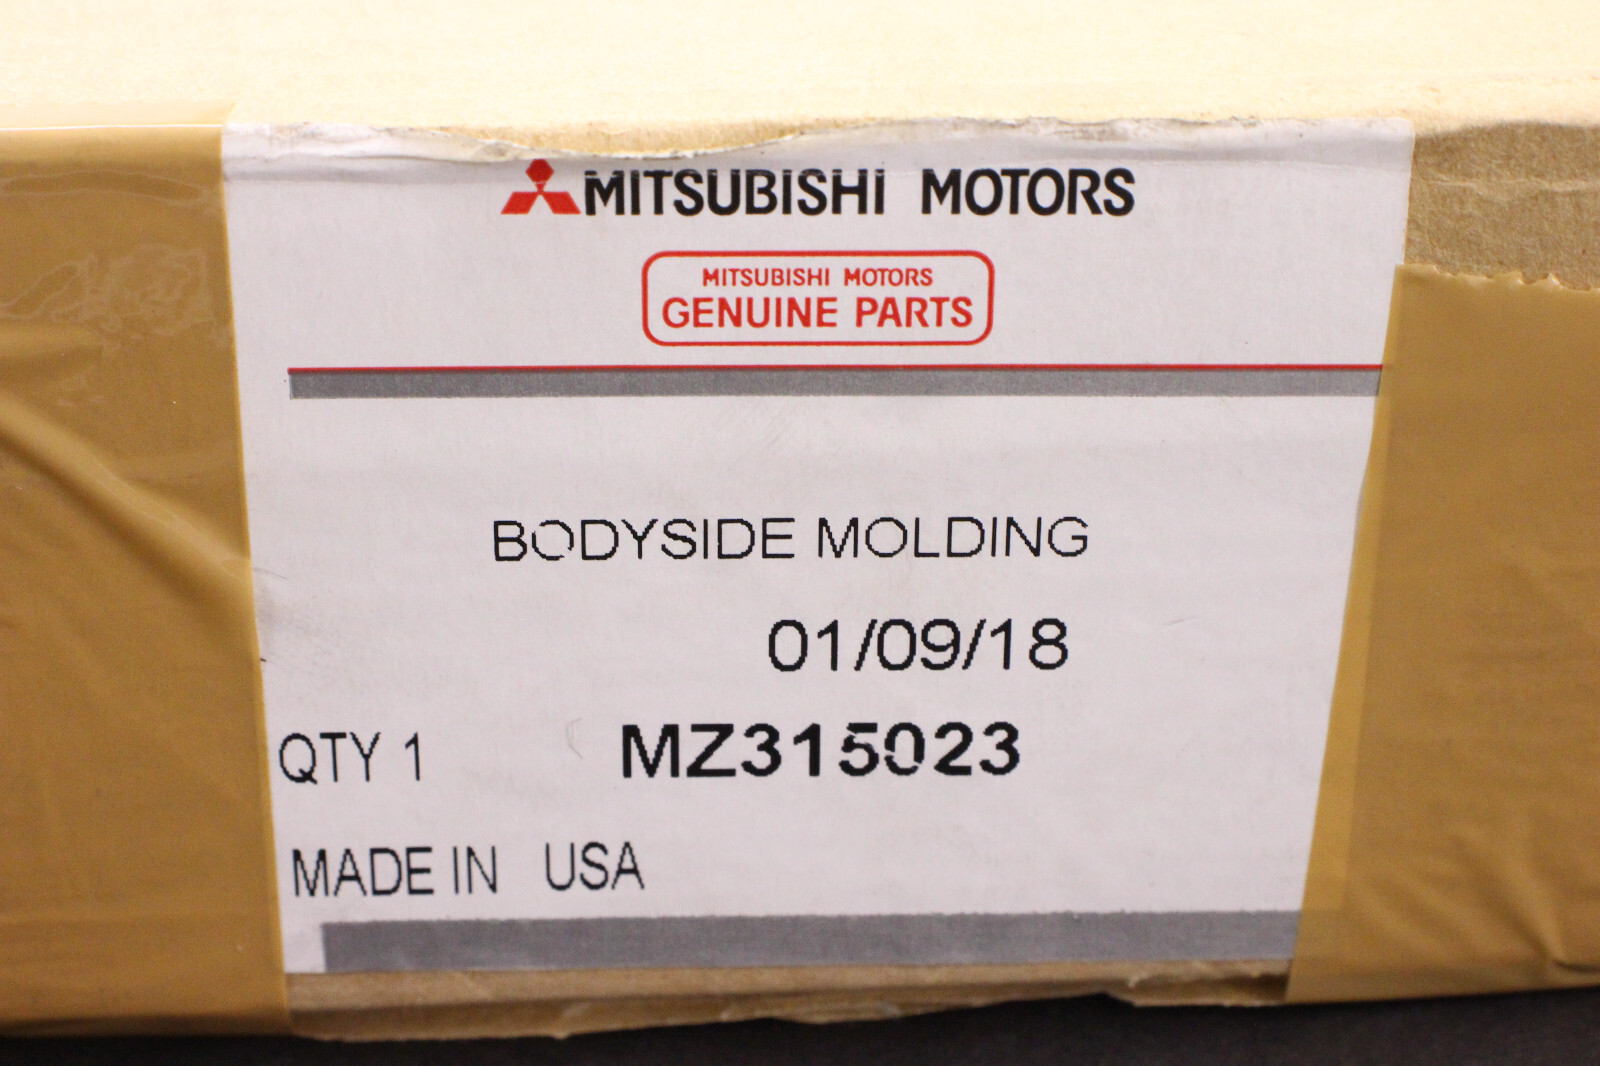 MITSUBISHI MOTORS
MITSUBISHI MOTORS
GENUINE PARTS
BODYSIDE MOLDING
01/09/18
QTY 1 MZ315023
MADE IN USA